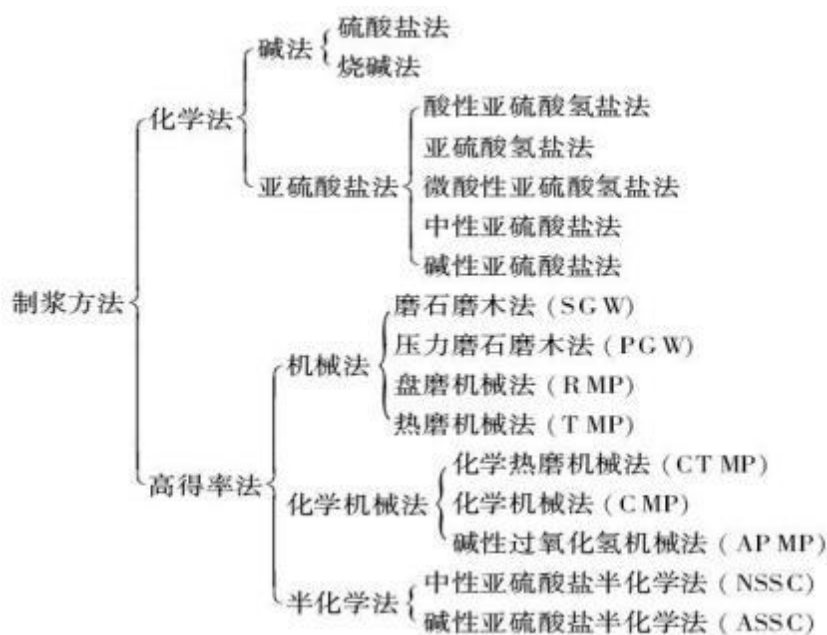 制浆方法
化学法
碱法
硫酸盐法
烧碱法
亚硫酸盐法
酸性亚硫酸氢盐法
亚硫酸氢盐法
微酸性亚硫酸氢盐法
中性亚硫酸盐法
碱性亚硫酸盐法
高得率法
机械法
磨石磨木法(SGW)
压力磨石磨木法(PGW)
盘磨机械法(RMP)
热磨机械法(TMP)
化学机械法
化学热磨机械法(CTMP)
化学机械法(CMP)
碱性过氧化氢机械法(APMP)
半化学法
中性亚硫酸盐半化学法(NSSC)
碱性亚硫酸盐半化学法(ASSC)